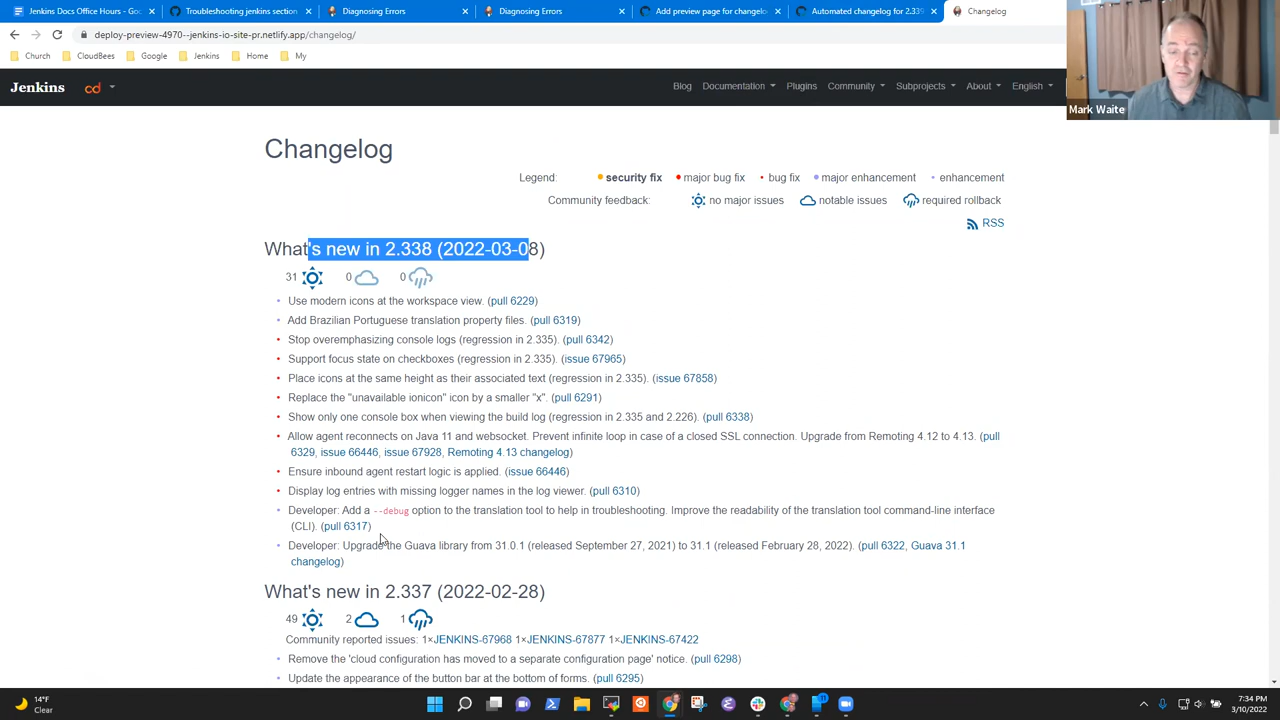 Jenkins Docs Office Hours - Goo
Troubleshooting jenkins section
Diagnosing Errors
Diagnosing Errors
Add preview page for changelo
Automated changelog for 2.339
Changelog
deploy-preview-4970--jenkins-io-site-pr.netlify.app/changelog/
Church
CloudBees
Google
Jenkins
Home
My
Mark Waite
Jenkins
cd
Blog
Documentation
Plugins
Community
Subprojects
About
English
Changelog
Legend: security fix major bug fix bug fix major enhancement enhancement
Community feedback: no major issues notable issues required rollback
RSS
What's new in 2.338 (2022-03-08)
31 0 0
Use modern icons at the workspace view. (pull 6229)
Add Brazilian Portuguese translation property files. (pull 6319)
Stop overemphasizing console logs (regression in 2.335). (pull 6342)
Support focus state on checkboxes (regression in 2.335). (issue 67965)
Place icons at the same height as their associated text (regression in 2.335). (issue 67858)
Replace the "unavailable ionicon" icon by a smaller "x". (pull 6291)
Show only one console box when viewing the build log (regression in 2.335 and 2.226). (pull 6338)
Allow agent reconnects on Java 11 and websocket. Prevent infinite loop in case of a closed SSL connection. Upgrade from Remoting 4.12 to 4.13. (pull
6329, issue 66446, issue 67928, Remoting 4.13 changelog)
Ensure inbound agent restart logic is applied. (issue 66446)
Display log entries with missing logger names in the log viewer. (pull 6310)
Developer: Add a --debug option to the translation tool to help in troubleshooting. Improve the readability of the translation tool command-line interface
(CLI). (pull 6317)
Developer: Upgrade the Guava library from 31.0.1 (released September 27, 2021) to 31.1 (released February 28, 2022). (pull 6322, Guava 31.1
changelog)
What's new in 2.337 (2022-02-28)
49 2 1
Community reported issues: 1×JENKINS-67968 1×JENKINS-67877 1×JENKINS-67422
Remove the 'cloud configuration has moved to a separate configuration page' notice. (pull 6298)
Update the appearance of the button bar at the bottom of forms. (pull 6295)
14°F
Clear
7:34 PM
3/10/2022